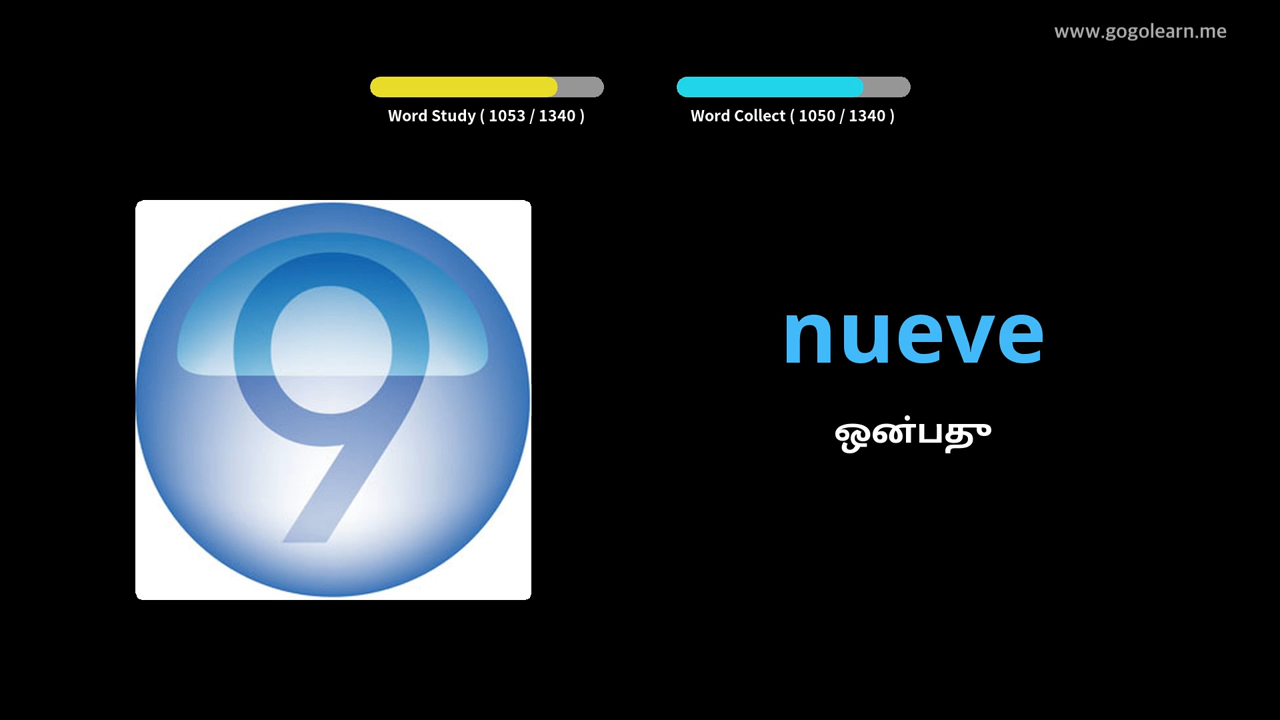 www.gogolearn.me
Word Study ( 1053 / 1340 )
Word Collect ( 1050 / 1340 )
9
nueve
ஒன்பது